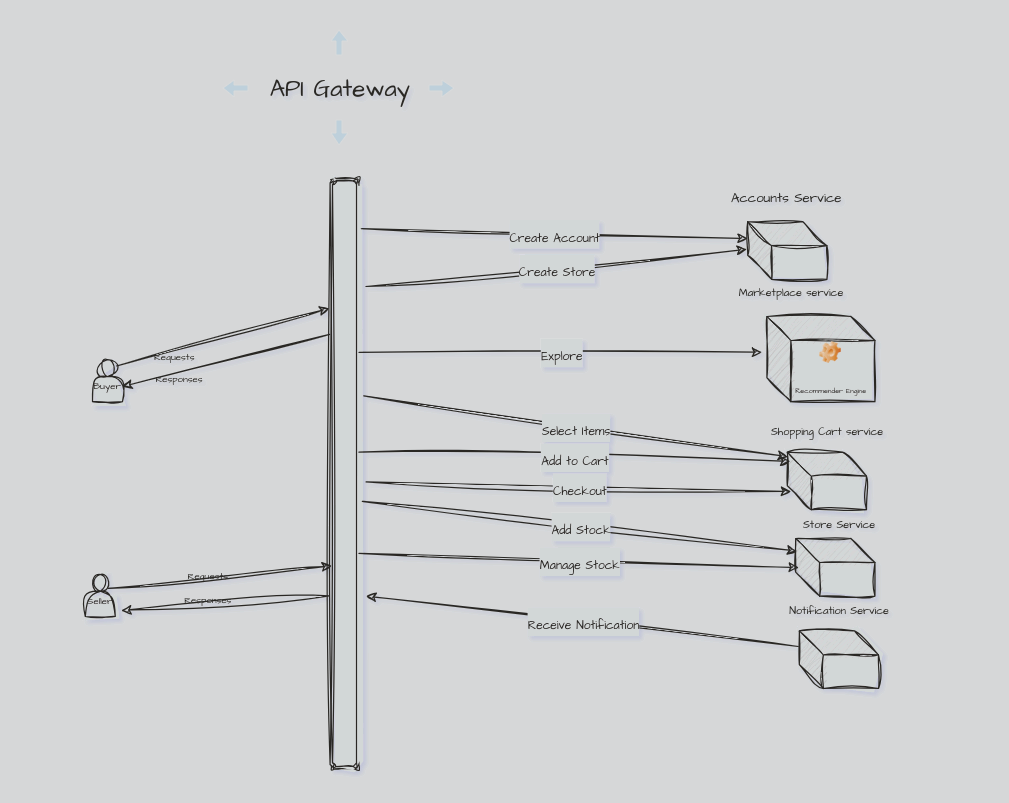 API Gateway
Accounts Service
Create Account
Create Store
Marketplace service
Requests
Explore
Responses
Buyer
Recommender Engine
Select Items
Shopping Cart service
Add to Cart
Checkout
Store Service
Add Stock
Manage Stock
Requests
Seller
Responses
Notification Service
Receive Notification